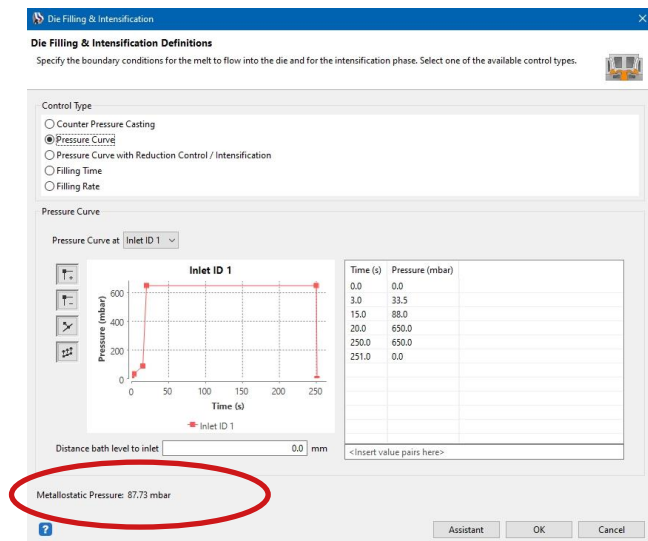 Die Filling & Intensification
Die Filling & Intensification Definitions
Specify the boundary conditions for the melt to flow into the die and for the intensification phase. Select one of the available control types.
Control Type
Counter Pressure Casting
Pressure Curve
Pressure Curve with Reduction Control / Intensification
Filling Time
Filling Rate
Pressure Curve
Pressure Curve at Inlet ID 1
Inlet ID 1
Pressure (mbar)
600
400
200
0
0 50 100 150 200 250
Time (s)
Inlet ID 1
Time (s) Pressure (mbar)
0.0 0.0
3.0 33.5
15.0 88.0
20.0 650.0
250.0 650.0
251.0 0.0
<Insert value pairs here>
Distance bath level to inlet 0.0 mm
Metallostatic Pressure: 87.73 mbar
?
Assistant OK Cancel